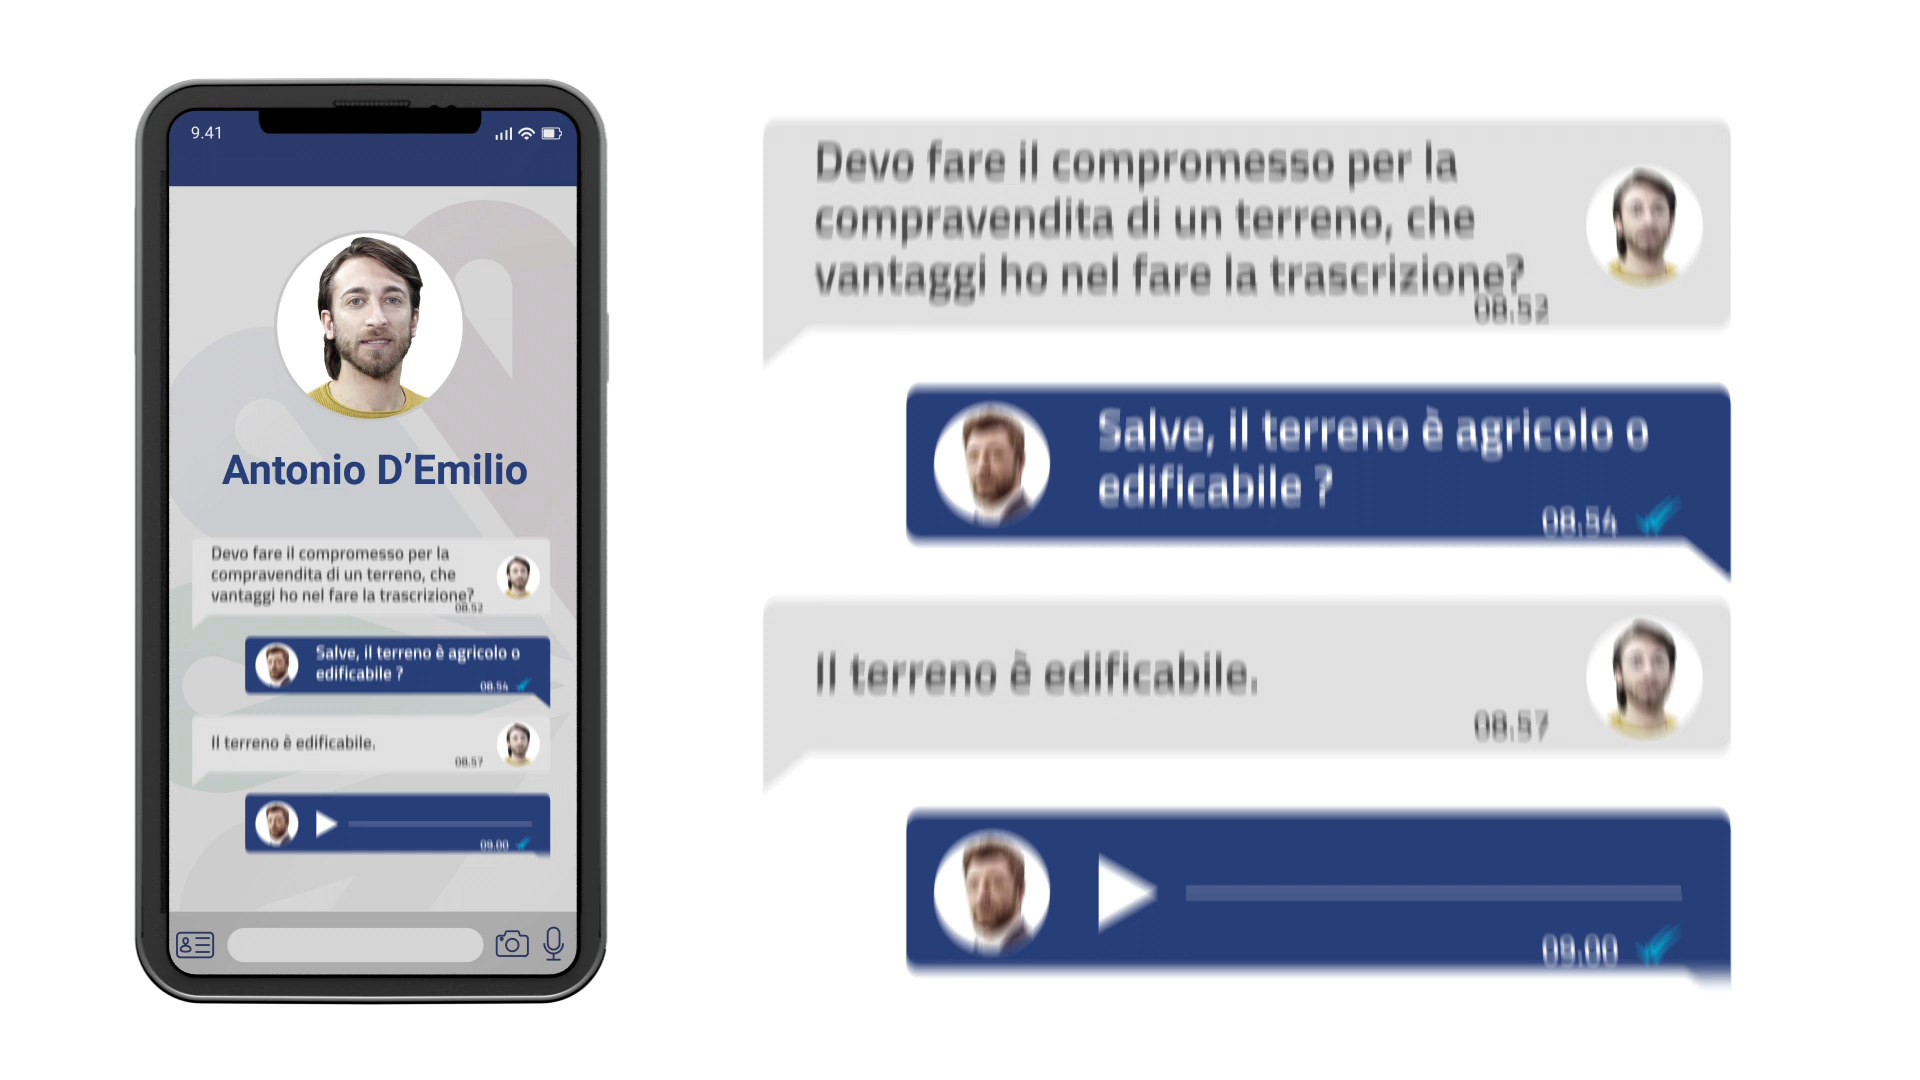 9.41
Antonio D’Emilio
Devo fare il compromesso per la
compravendita di un terreno, che
vantaggi ho nel fare la trascrizione?
08.52
Salve, il terreno è agricolo o
edificabile ?
08.54
Il terreno è edificabile.
08.57
09.00
Devo fare il compromesso per la
compravendita di un terreno, che
vantaggi ho nel fare la trascrizione?
08.52
Salve, il terreno è agricolo o
edificabile ?
08.54
Il terreno è edificabile.
08.57
09.00